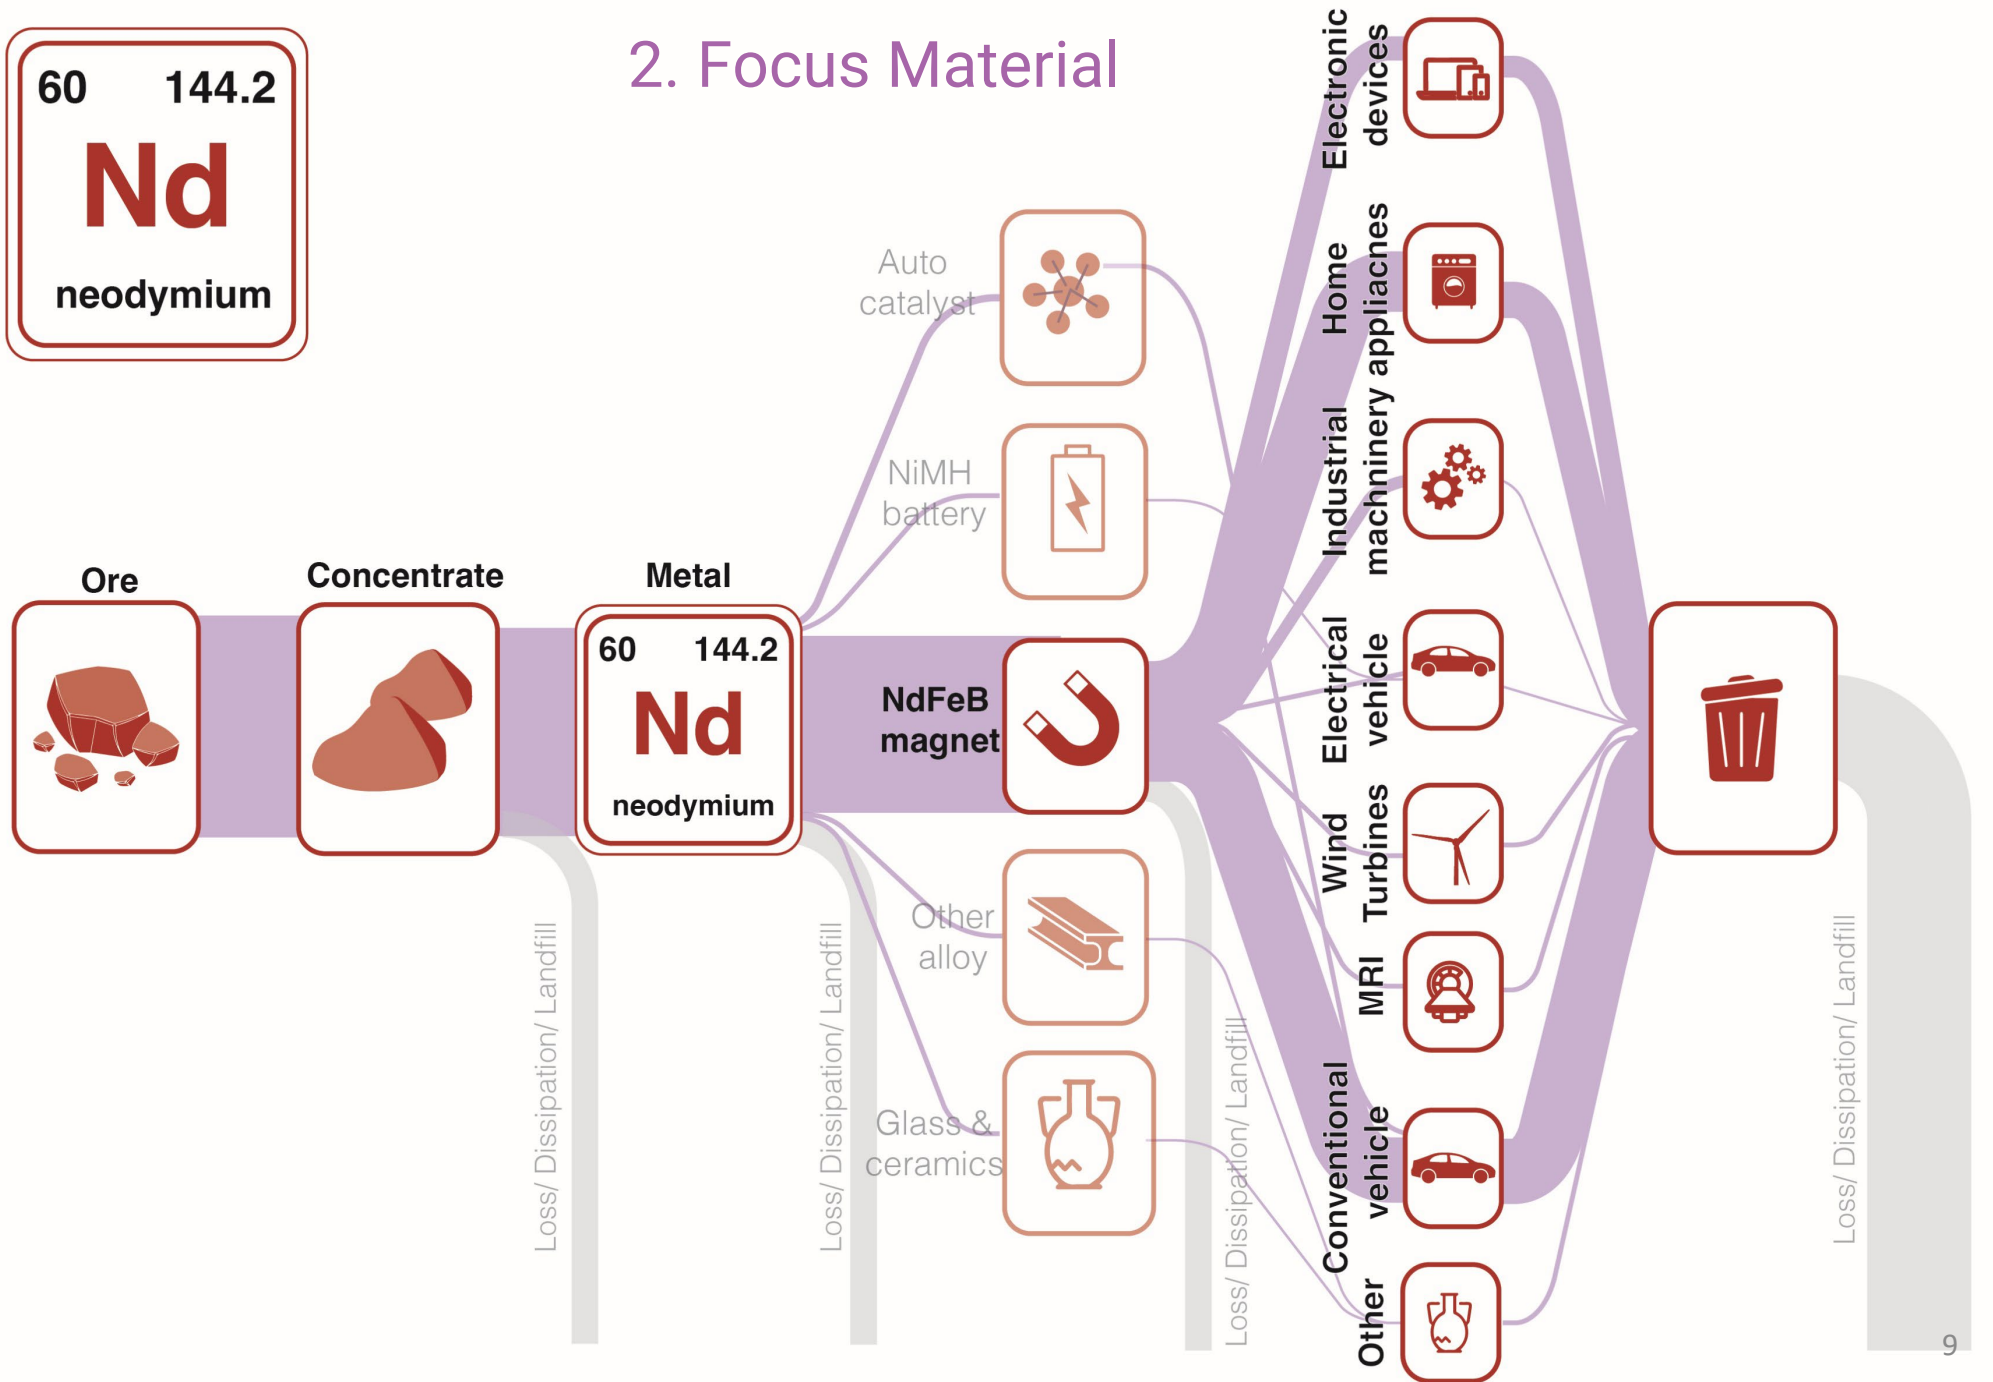 60 144.2
Nd
neodymium
2. Focus Material
Ore
Concentrate
Metal
60 144.2
Nd
neodymium
Loss/ Dissipation/ Landfill
Loss/ Dissipation/ Landfill
Auto
catalyst
NiMH
battery
NdFeB
magnet
Other
alloy
Glass &
ceramics
Loss/ Dissipation/ Landfill
Electronic
devices
Home
appliacnes
Industrial
machninery
Electrical
vehicle
Wind
Turbines
MRI
Conventional
vehicle
Other
Loss/ Dissipation/ Landfill
9